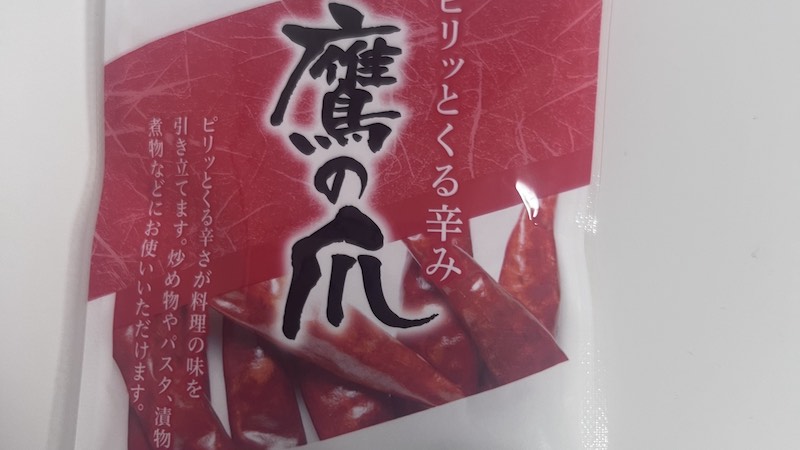 ピリッとくる辛み
鷹の爪
ピリッとくる辛さが料理の味を
引き立てます。炒め物やパスタ、漬物
煮物などにお使いいただけます。